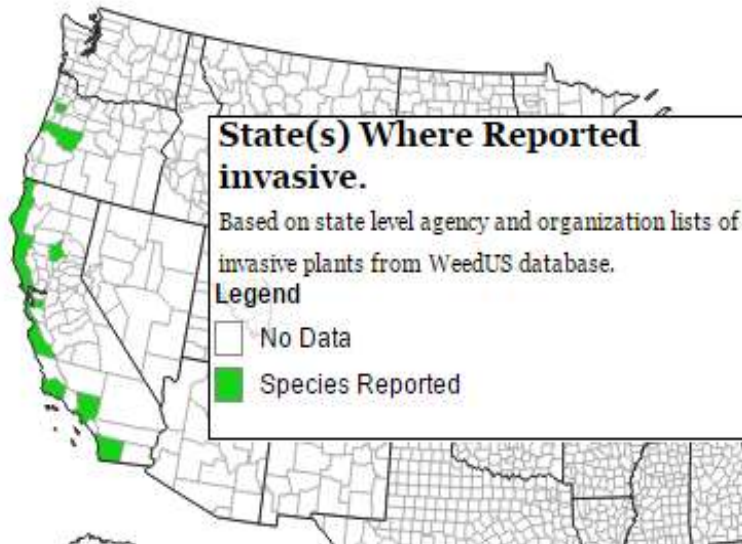 State(s) Where Reported
invasive.
Based on state level agency and organization lists of
invasive plants from WeedUS database.
Legend
No Data
Species Reported